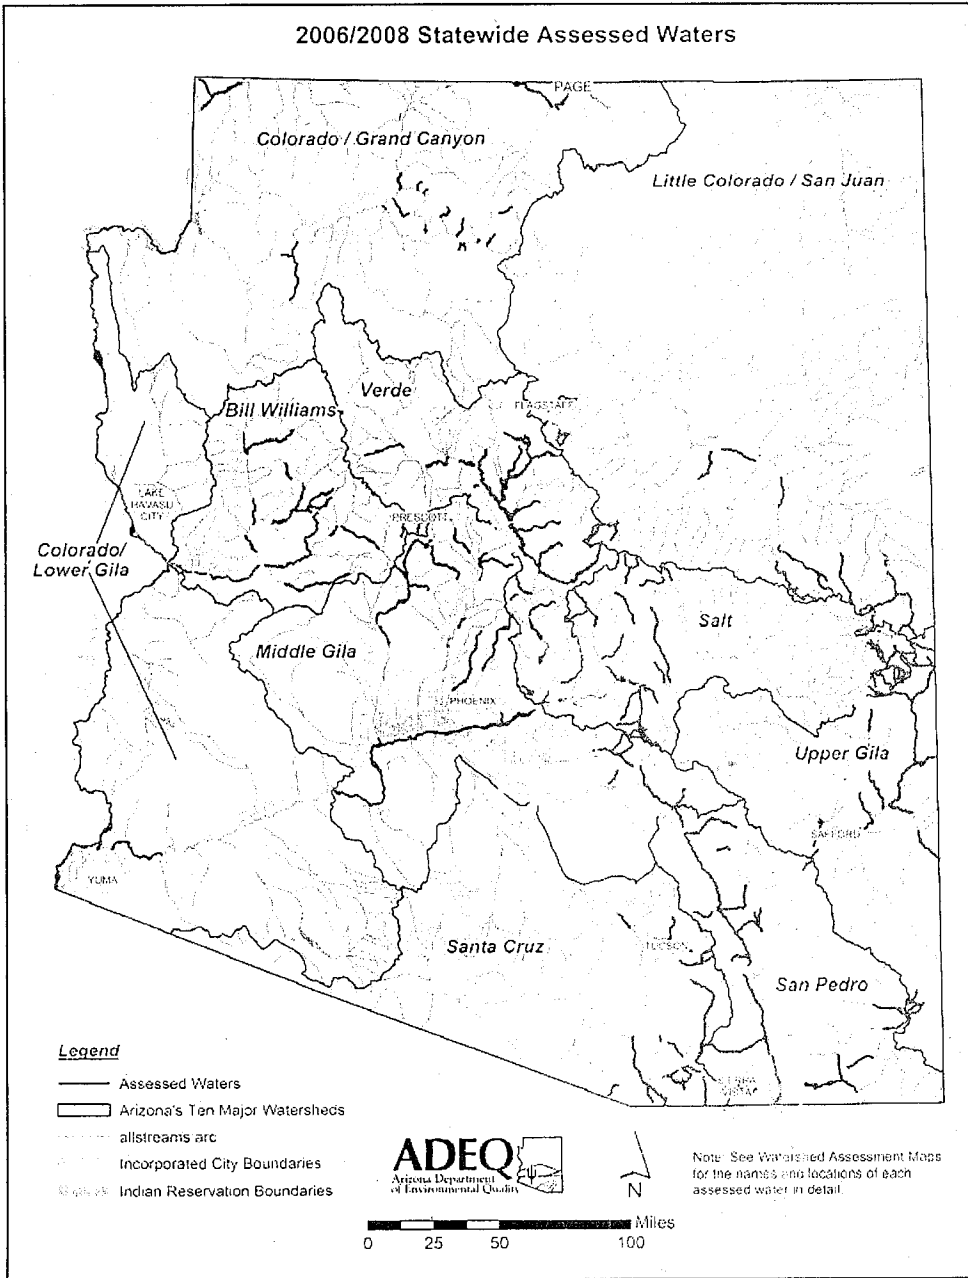 2006/2008 Statewide Assessed Waters
PAGE
Colorado / Grand Canyon
Little Colorado / San Juan
Verde
Bill Williams
FLAGSTAFF
LAKE
HAVASU
CITY
PRESCOTT
Colorado/
Lower Gila
Salt
Middle Gila
PHOENIX
Upper Gila
SAFFORD
YUMA
Santa Cruz
TUCSON
San Pedro
SIERRA
VISTA
Legend
Assessed Waters
Arizona's Ten Major Watersheds
allstreams arc
Incorporated City Boundaries
Indian Reservation Boundaries
ADEQ
Arizona Department
of Environmental Quality
N
Note: See Watershed Assessment Maps
for the names and locations of each
assessed water in detail.
Miles
0 25 50 100